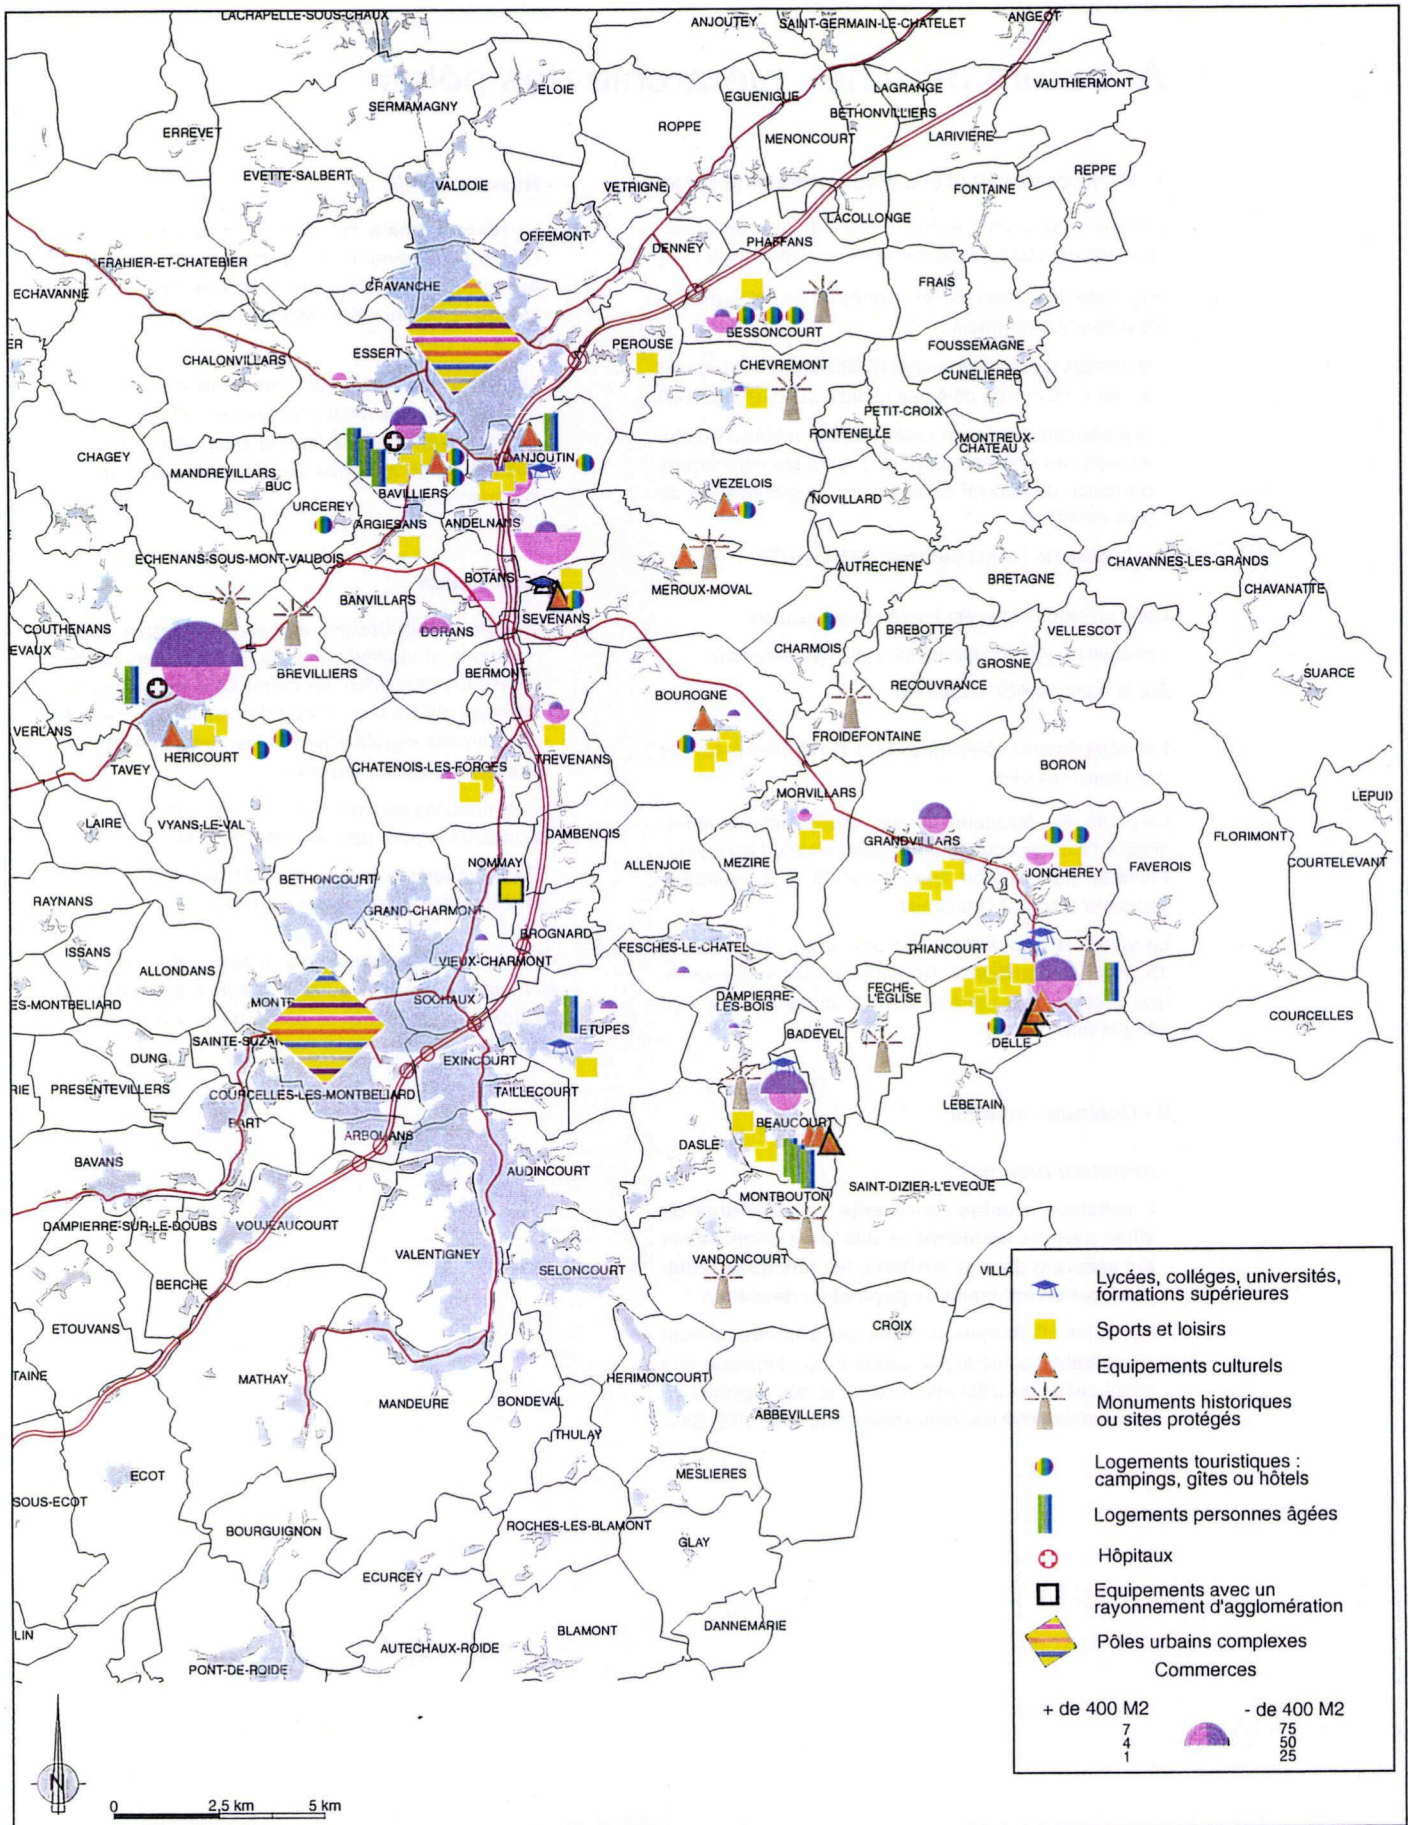 LACHAPELLE-SOUS-CHAUX
ANJOUTEY
SAINT-GERMAIN-LE-CHATELET
ANGEOT
SERMAMAGNY
ELOIE
EGUENIGUE
LAGRANGE
VAUTHIERMONT
ERREVET
ROPPE
BETHONVILLIERS
MENONCOURT
LARIVIERE
EVETTE-SALBERT
VALDOIE
VETRIGNE
REPPE
FONTAINE
LACOLLONGE
OFFEMONT
DENNEY
PHAFFANS
FRAHIER-ET-CHATEBIER
ECHAVANNE
CRAVANCHE
FRAIS
ER
CHALONVILLARS
ESSERT
PEROUSE
BESSONCOURT
FOUSSEMAGNE
CHEVREMONT
CUNELIERES
PETIT-CROIX
FONTENELLE
MONTREUX-
CHATEAU
CHAGEY
MANDREVILLARS
BUC
BAVILLIERS
DANJOUTIN
VEZELOIS
NOVILLARD
URCEREY
ARGIESANS
ANDELNANS
ECHENANS-SOUS-MONT-VAUDOIS
AUTRECHENE
CHAVANNES-LES-GRANDS
BOTANS
BRETAGNE
CHAVANATTE
BANVILLARS
MEROUX-MOVAL
COUTHENANS
EVAUX
DORANS
SEVENANS
BREBOTTE
VELLESCOT
CHARMOIS
GROSNE
BREVILLIERS
BERMONT
RECOUVRANCE
SUARCE
BOUROGNE
VERLANS
FROIDEFONTAINE
HERICOURT
TAVEY
CHATENOIS-LES-FORGES
TREVENANS
BORON
MORVILLARS
LEPUIX
LAIRE
VYANS-LE-VAL
DAMBENOIS
GRANDVILLARS
FLORIMONT
NOMMAY
ALLENJOIE
MEZIRE
JONCHEREY
FAVEROIS
COURTELEVANT
BETHONCOURT
RAYNANS
GRAND-CHARMONT
BROGNARD
FESCHES-LE-CHATEL
THIANCOURT
ISSANS
VIEUX-CHARMONT
ALLONDANS
FECHE-
L'EGLISE
ES-MONTBELIARD
MONTB
SOCHAUX
DAMPIERRE-
LES-BOIS
COURCELLES
ETUPES
BADEVEL
DELLE
SAINTE-SUZAN
DUNG
EXINCOURT
RIE
PRESENTEVILLERS
COURCELLES-LES-MONTBELIARD
TAILLECOURT
LEBETAIN
BART
BEAUCOURT
ARBOUANS
DASLE
BAVANS
AUDINCOURT
SAINT-DIZIER-L'EVEQUE
MONTBOUTON
DAMPIERRE-SUR-LE-DOUBS
VOUJEAUCOURT
VALENTIGNEY
VANDONCOURT
SELONCOURT
VILLA
BERCHE
ETOUVANS
CROIX
TAINE
MATHAY
HERIMONCOURT
MANDEURE
BONDEVAL
ABBEVILLERS
THULAY
ECOT
MESLIERES
SOUS-ECOT
BOURGUIGNON
ROCHES-LES-BLAMONT
GLAY
ECURCEY
DANNEMARIE
LIN
BLAMONT
AUTECHAUX-ROIDE
PONT-DE-ROIDE
Lycées, colléges, universités,
formations supérieures
Sports et loisirs
Equipements culturels
Monuments historiques
ou sites protégés
Logements touristiques :
campings, gîtes ou hôtels
Logements personnes âgées
Hôpitaux
Equipements avec un
rayonnement d'agglomération
Pôles urbains complexes
Commerces
+ de 400 M2
- de 400 M2
7 75
4 50
1 25
N
0 2,5 km 5 km